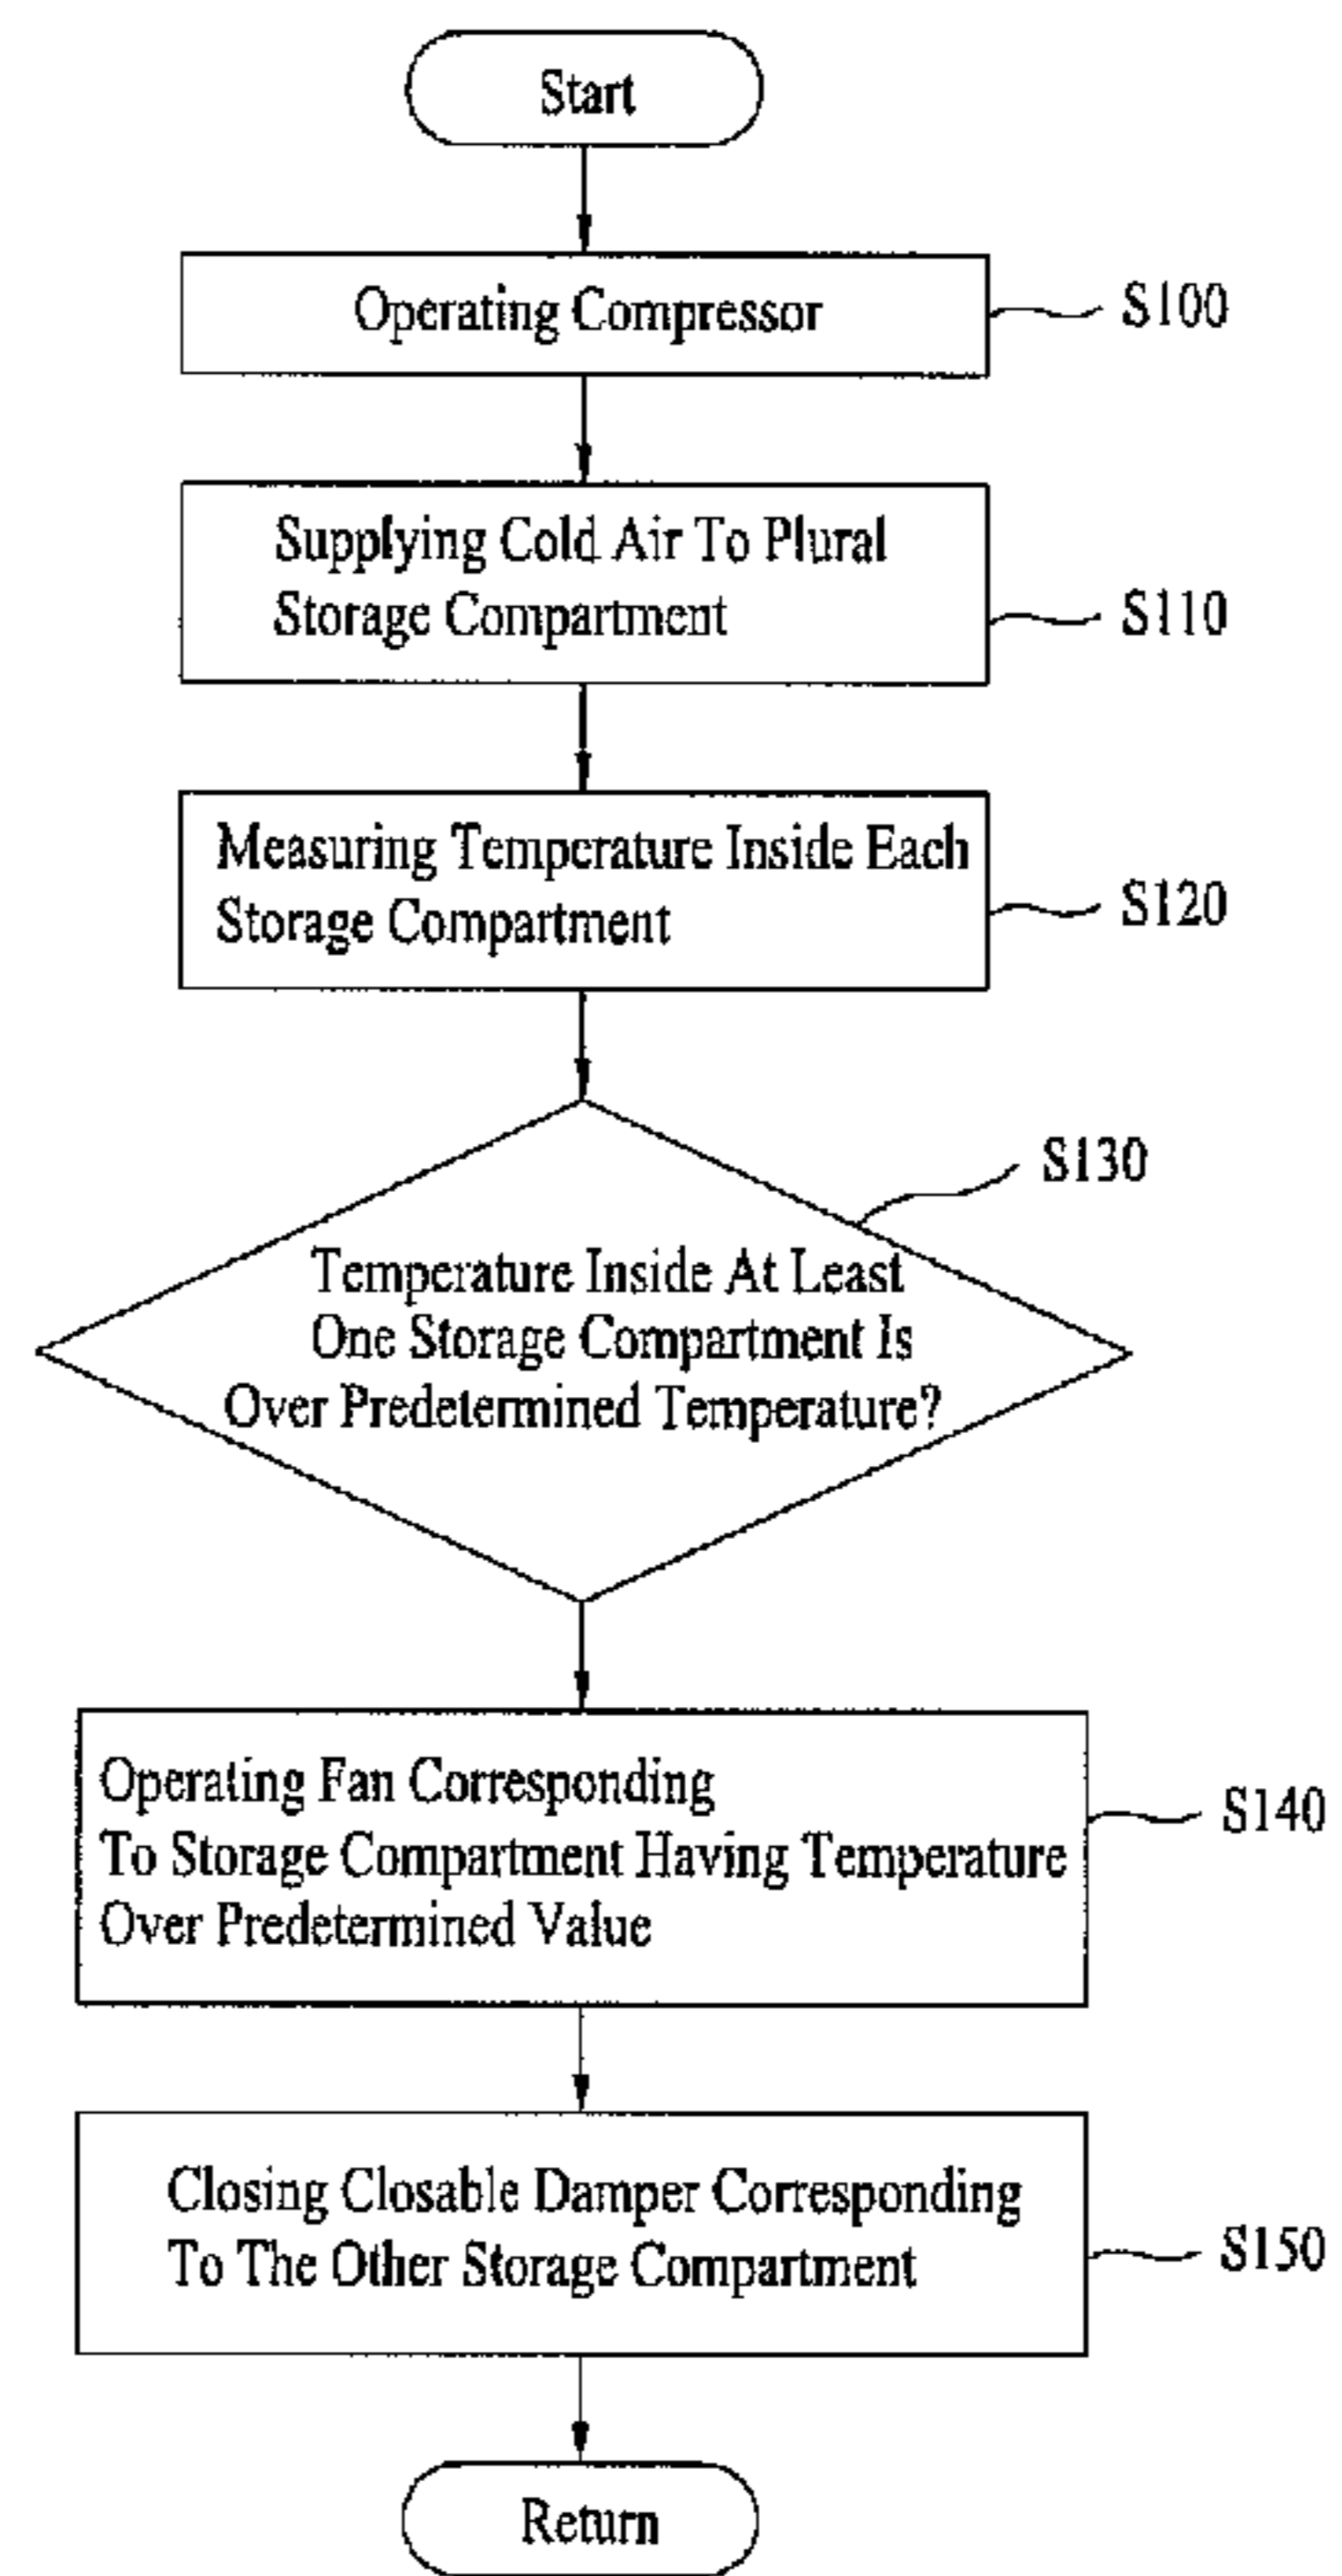 Start
Operating Compressor
S100
Supplying Cold Air To Plural
Storage Compartment
S110
Measuring Temperature Inside Each
Storage Compartment
S120
S130
Temperature Inside At Least
One Storage Compartment Is
Over Predetermined Temperature?
Operating Fan Corresponding
To Storage Compartment Having Temperature
Over Predetermined Value
S140
Closing Closable Damper Corresponding
To The Other Storage Compartment
S150
Return